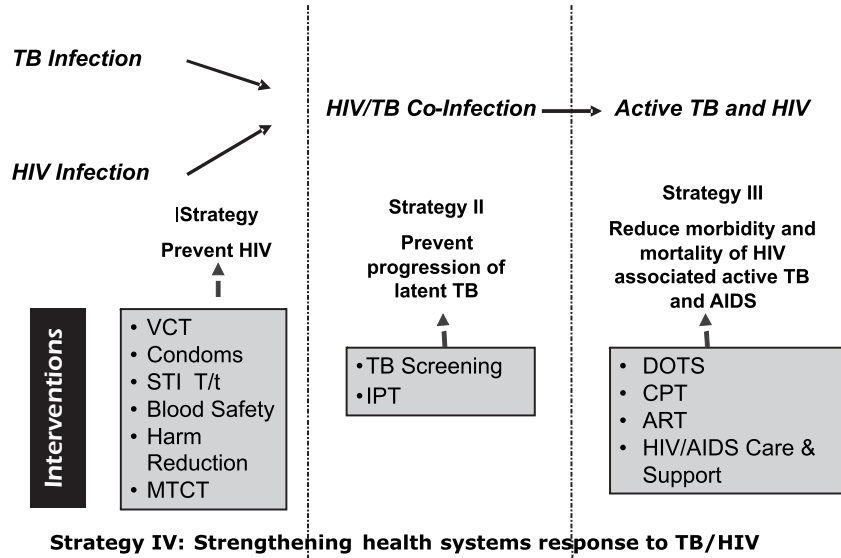 TB Infection
HIV Infection
HIV/TB Co-Infection
Active TB and HIV
IStrategy
Prevent HIV
Strategy II
Prevent
progression of
latent TB
Strategy III
Reduce morbidity and
mortality of HIV
associated active TB
and AIDS
Interventions
• VCT
• Condoms
• STI T/t
• Blood Safety
• Harm
Reduction
• MTCT
• TB Screening
• IPT
• DOTS
• CPT
• ART
• HIV/AIDS Care &
Support
Strategy IV: Strengthening health systems response to TB/HIV